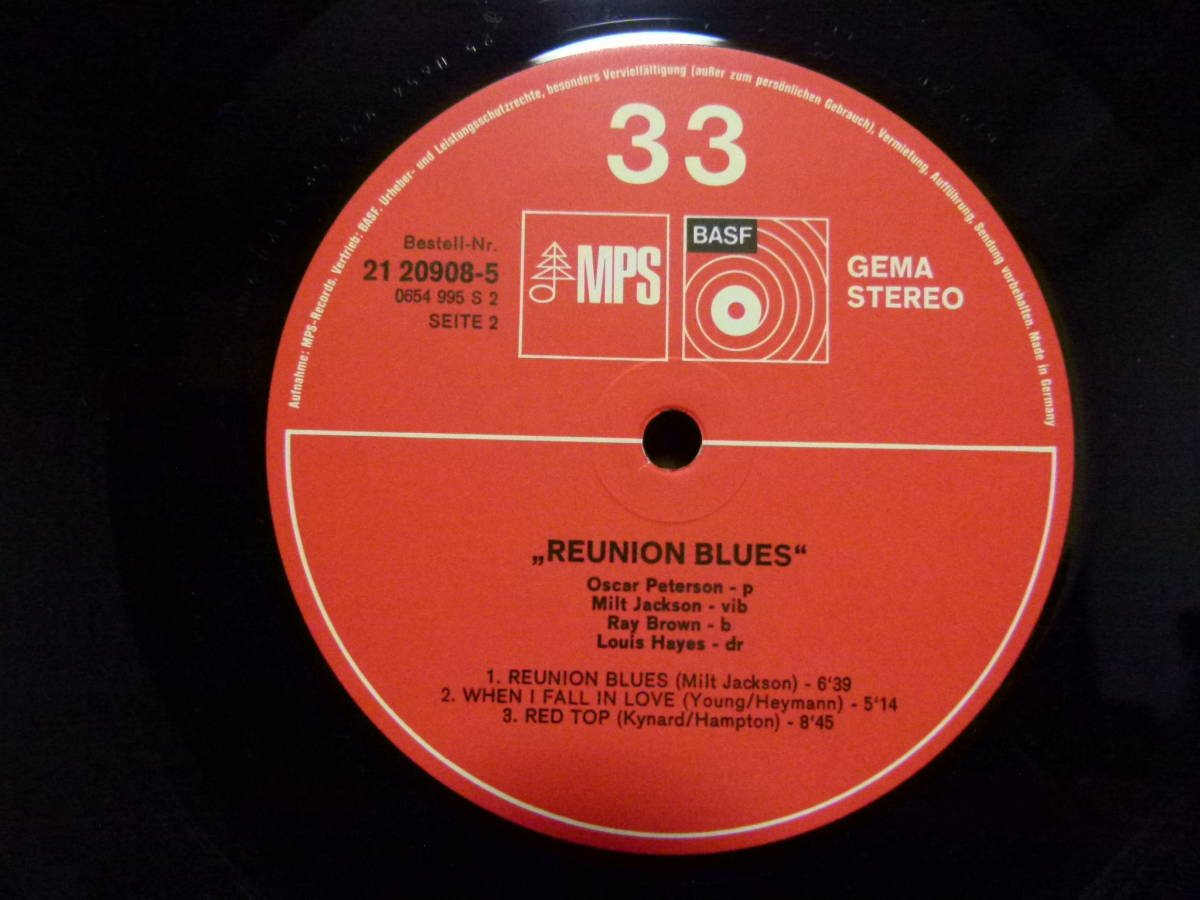 Aufnahme: MPS-Records. Vertrieb: BASF. Urheber- und Leistungsschutzrechte, besonders Vervielfältigung (außer zum persönlichen Gebrauch), Vermietung, Aufführung, Sendung vorbehalten. Made in Germany
33
Bestell-Nr.
21 20908-5
0654 995 S 2
SEITE 2
MPS
BASF
GEMA
STEREO
„REUNION BLUES“
Oscar Peterson - p
Milt Jackson - vib
Ray Brown - b
Louis Hayes - dr
1. REUNION BLUES (Milt Jackson) - 6‘39
2. WHEN I FALL IN LOVE (Young/Heymann) - 5‘14
3. RED TOP (Kynard/Hampton) - 8‘45